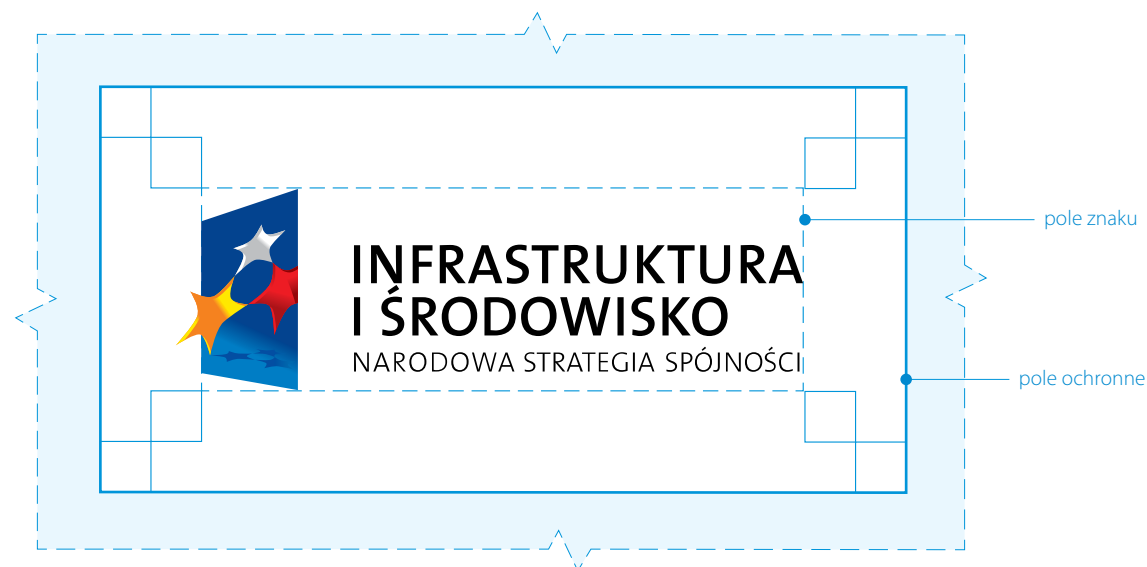 INFRASTRUKTURA
I ŚRODOWISKO
NARODOWA STRATEGIA SPÓJNOŚCI
pole znaku
pole ochronne